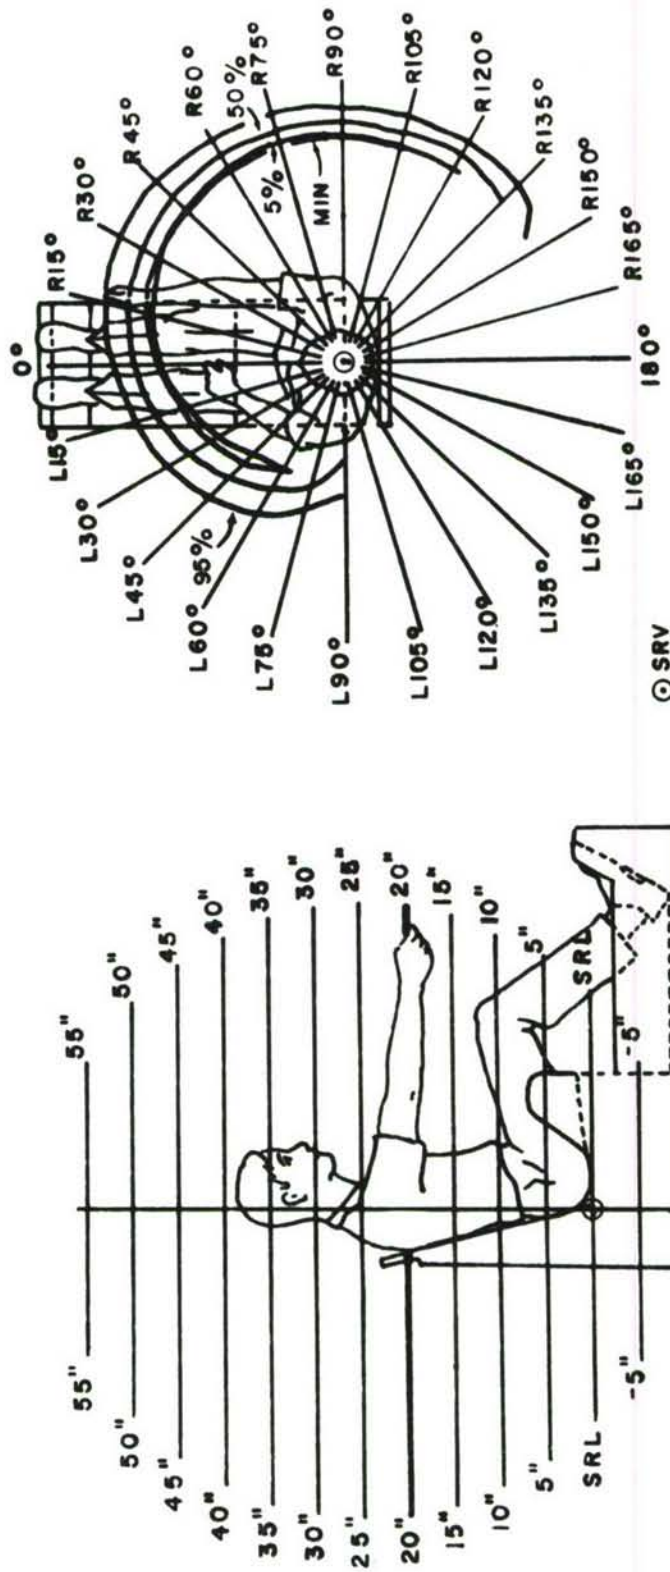 0°
L15°
R15°
L30°
R30°
L45°
R45°
L60°
R60°
95%
50%
5%
L75°
R75°
MIN
L90°
R90°
L105°
R105°
L120°
R120°
L135°
R135°
L150°
R150°
L165°
R165°
180°
SRV
55" 55"
50" 50"
45" 45"
40" 40"
35" 35"
30" 30"
25" 25"
20" 20"
15" 15"
10" 10"
5" 5"
SRL SRL
-5" -5"